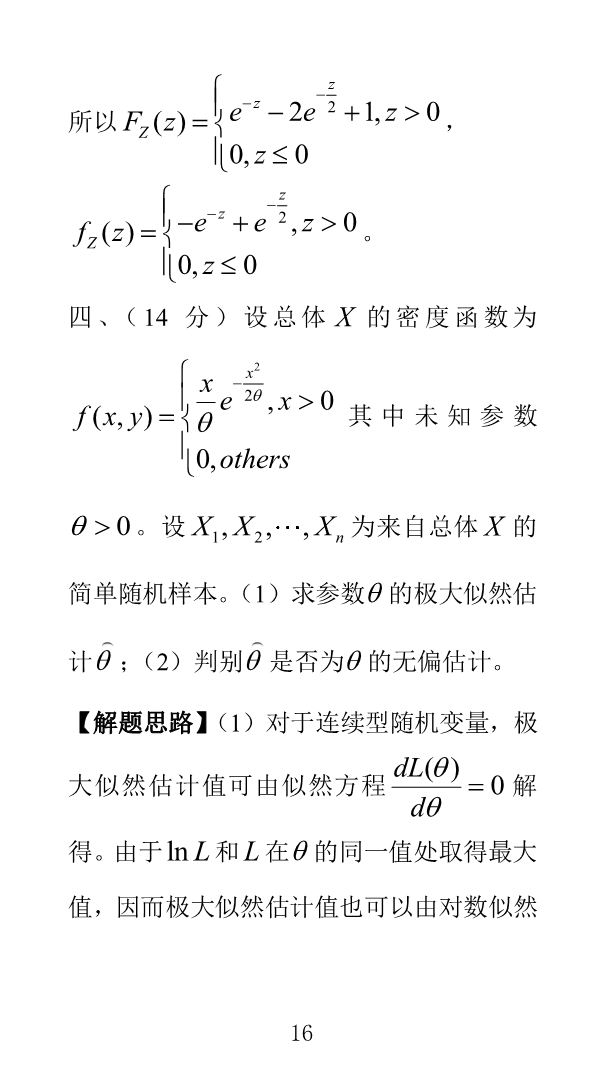 所以 $F_Z(z)=\begin{cases}e^{-z}-2e^{-\frac{z}{2}}+1, z>0\\0, z\leq 0\end{cases}$，
$f_Z(z)=\begin{cases}-e^{-z}+e^{-\frac{z}{2}}, z>0\\0, z\leq 0\end{cases}$。
四、（14 分）设总体 $X$ 的密度函数为
$f(x,y)=\begin{cases}\frac{x}{\theta}e^{-\frac{x^2}{2\theta}}, x>0\\0, others\end{cases}$ 其中未知参数
$\theta>0$。设 $X_1,X_2,\cdots,X_n$ 为来自总体 $X$ 的
简单随机样本。（1）求参数$\theta$ 的极大似然估
计$\hat{\theta}$；（2）判别$\hat{\theta}$ 是否为$\theta$ 的无偏估计。
【解题思路】（1）对于连续型随机变量，极
大似然估计值可由似然方程 $\frac{dL(\theta)}{d\theta}=0$ 解
得。由于$\ln L$ 和 $L$ 在$\theta$ 的同一值处取得最大
值，因而极大似然估计值也可以由对数似然
16